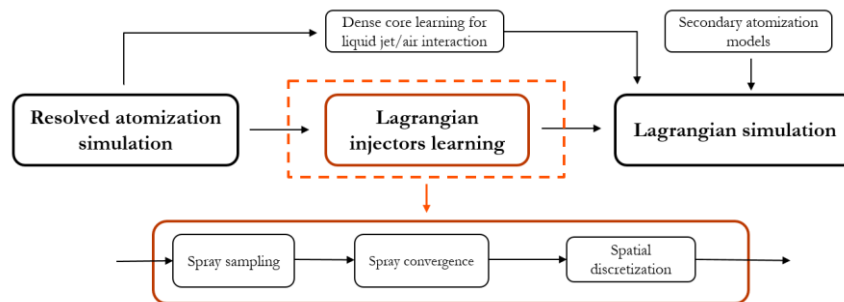 Dense core learning for
liquid jet/air interaction
Secondary atomization
models
Resolved atomization
simulation
Lagrangian
injectors learning
Lagrangian simulation
Spray sampling
Spray convergence
Spatial
discretization